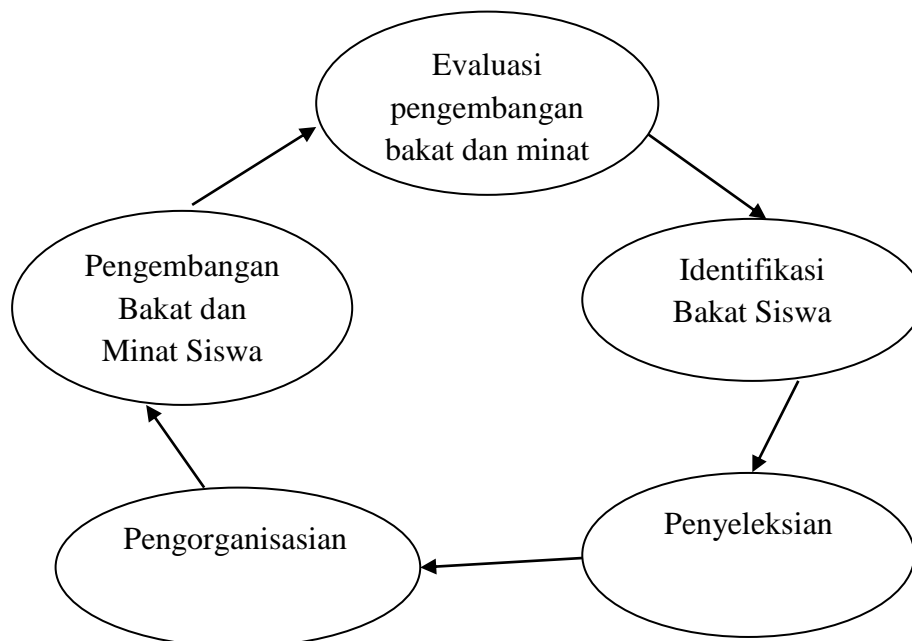 Evaluasi
pengembangan
bakat dan minat
Pengembangan
Bakat dan
Minat Siswa
Identifikasi
Bakat Siswa
Pengorganisasian
Penyeleksian